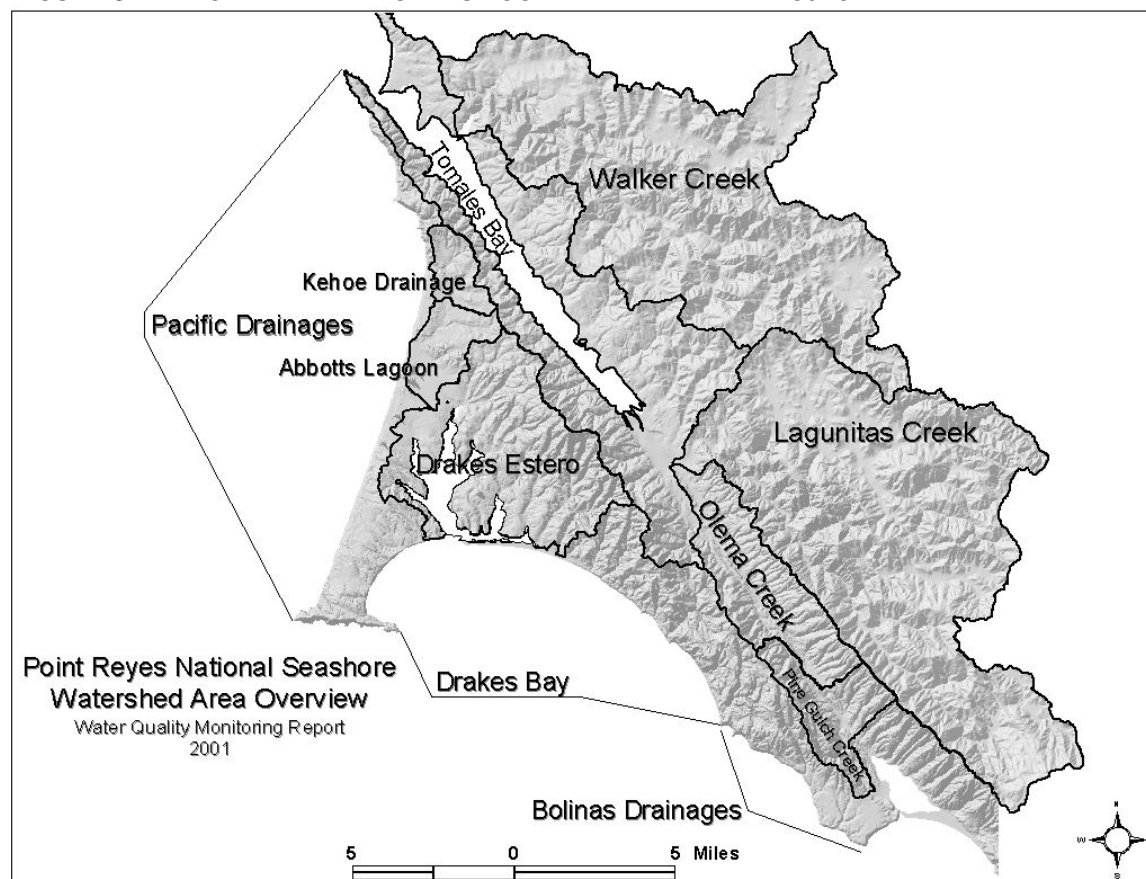 Walker Creek
Tomales Bay
Kehoe Drainage
Pacific Drainages
Abbotts Lagoon
Lagunitas Creek
Drakes Estero
Olema Creek
Point Reyes National Seashore
Watershed Area Overview
Water Quality Monitoring Report
2001
Drakes Bay
Pine Gulch Creek
Bolinas Drainages
5 0 5 Miles
N
W E
S